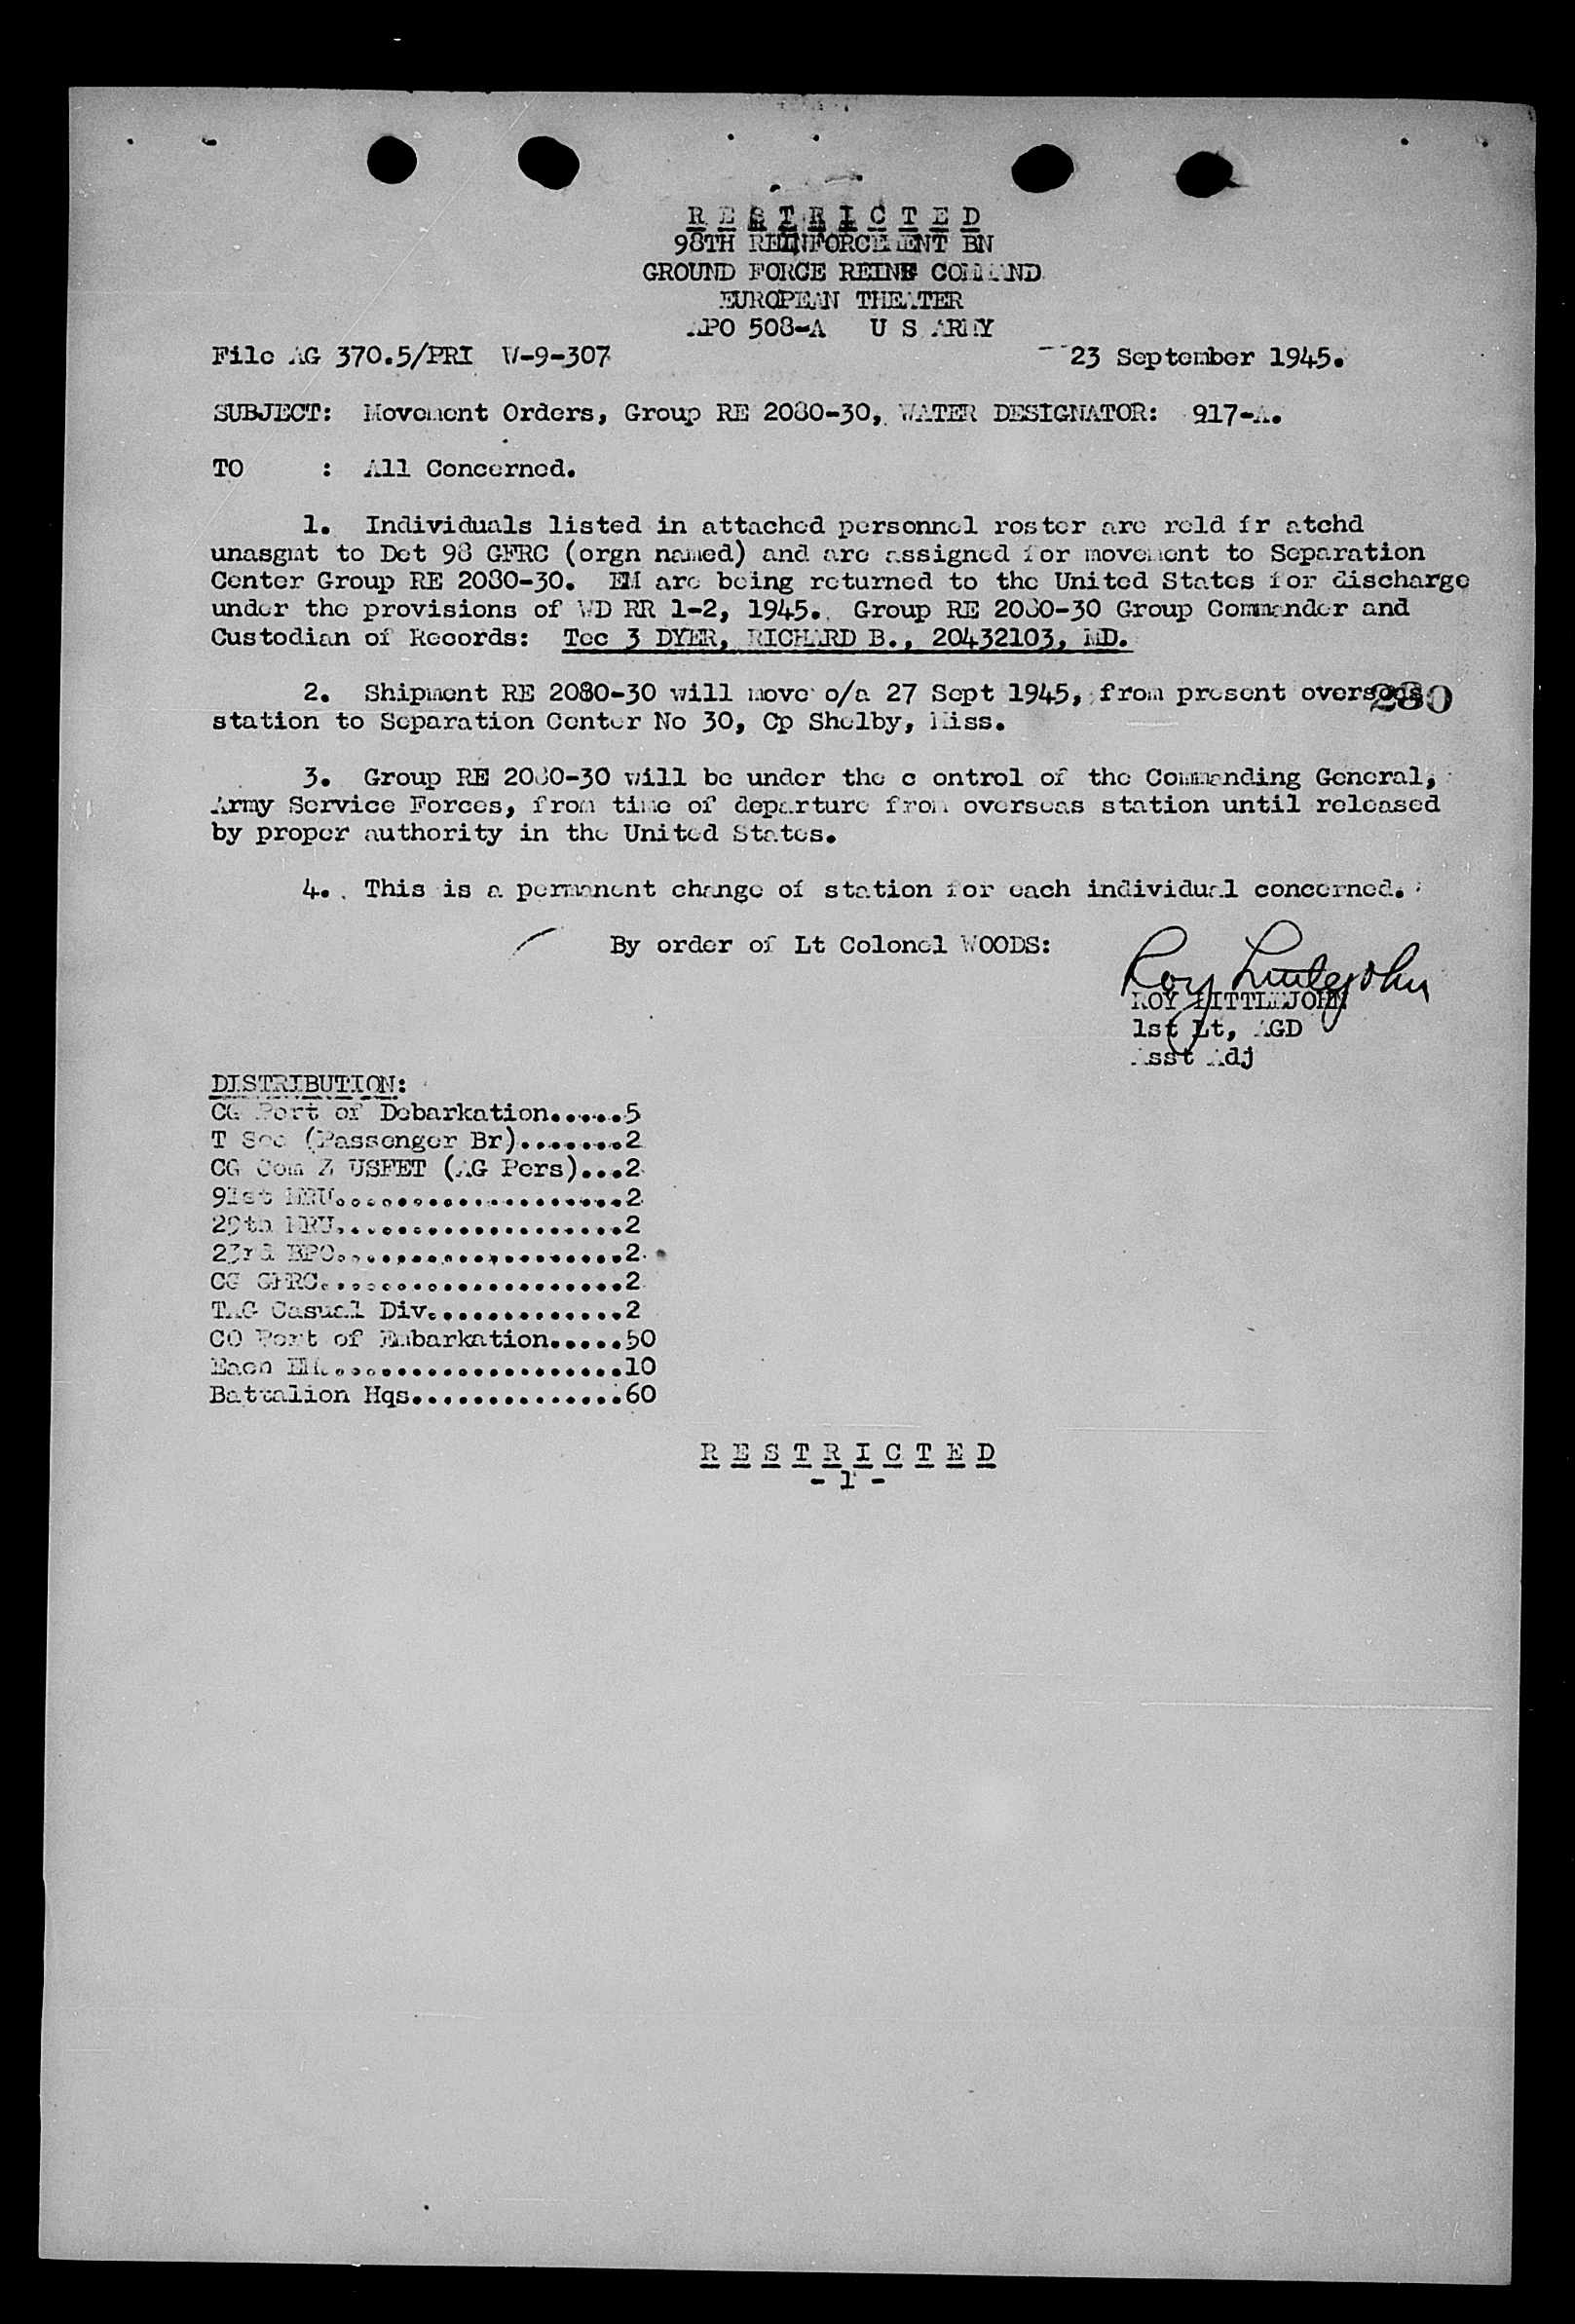 R E S T R I C T E D
98TH REINFORCEMENT BN
GROUND FORCE REINF COMMAND
EUROPEAN THEATER
APO 508-A U S ARMY
File AG 370.5/PRI W-9-307 23 September 1945.
SUBJECT: Movement Orders, Group RE 2080-30, WATER DESIGNATOR: 917-A.
TO : All Concerned.
1. Individuals listed in attached personnel roster are reld fr atchd
unasgmt to Det 98 GFRC (orgn named) and are assigned for movement to Separation
Center Group RE 2080-30. EM are being returned to the United States for discharge
under the provisions of WD RR 1-2, 1945. Group RE 2080-30 Group Commander and
Custodian of Records: Tec 3 DYER, RICHARD B., 20432103, MD.
2. Shipment RE 2080-30 will move o/a 27 Sept 1945, from present overseas
280
station to Separation Center No 30, Cp Shelby, Miss.
3. Group RE 2080-30 will be under the c ontrol of the Commanding General,
Army Service Forces, from time of departure from overseas station until released
by proper authority in the United States.
4. This is a permanent change of station for each individual concerned.
By order of Lt Colonel WOODS:
Roy Littlejohn
ROY LITTLEJOHN
1st Lt, AGD
Asst Adj
DISTRIBUTION:
CG Port of Debarkation......5
T Sec (Passenger Br)........2
CG Com Z USFET (AG Pers)...2
91st MRU...................2
29th MRU...................2
23rd BPO...................2
CG GFRC....................2
TAG Casual Div.............2
CO Port of Embarkation.....50
Each EM....................10
Battalion Hqs..............60
R E S T R I C T E D
- 1 -